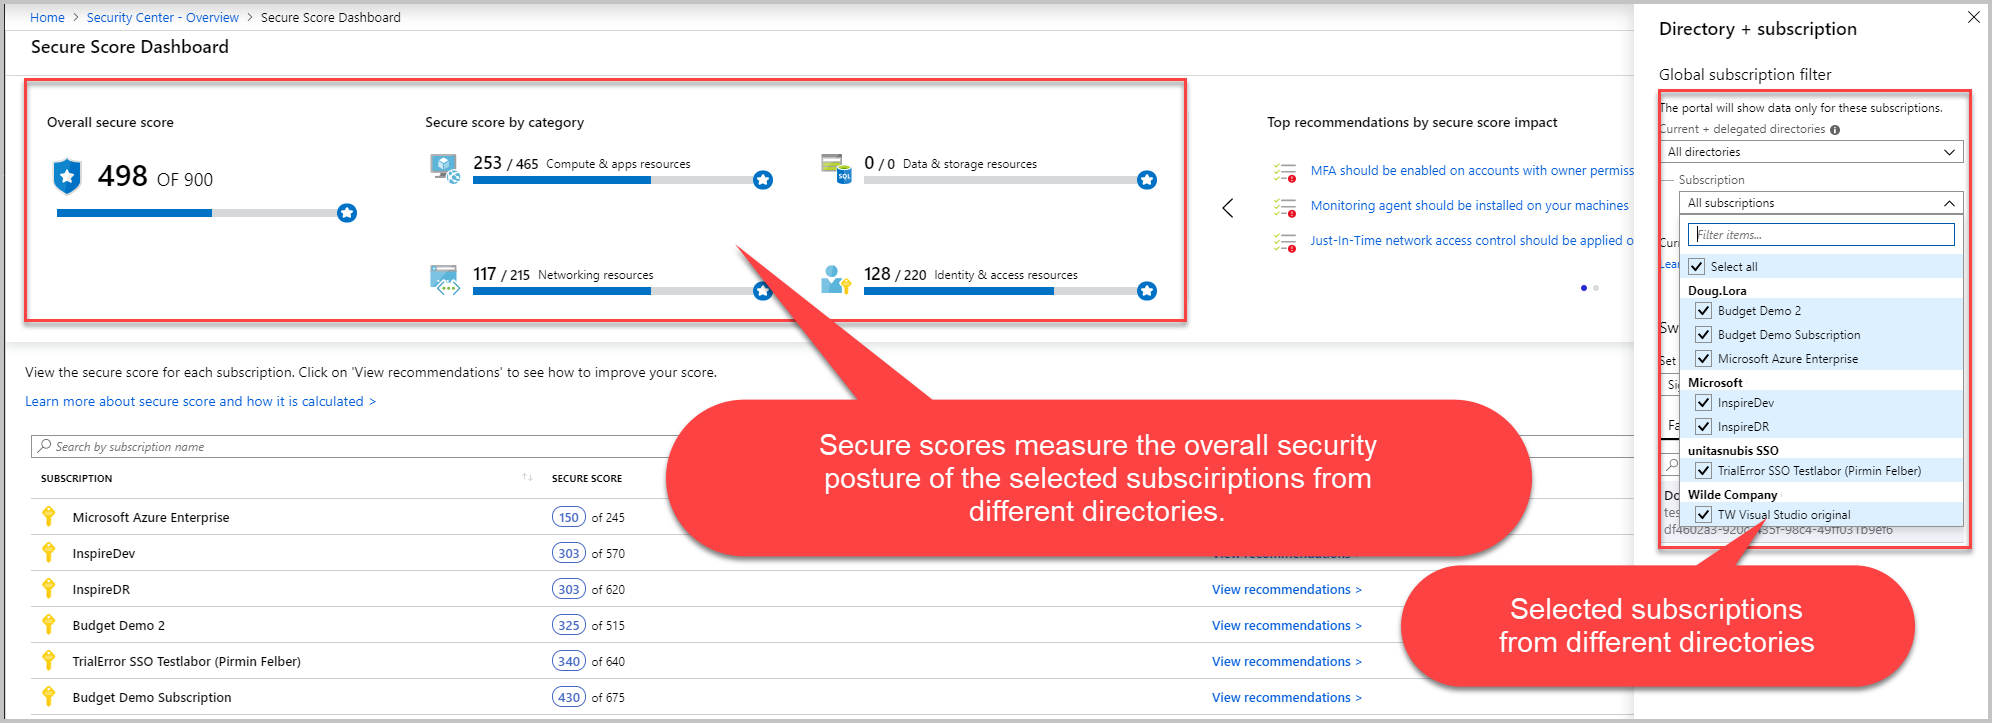 Home > Security Center - Overview > Secure Score Dashboard
Secure Score Dashboard
Overall secure score
498 OF 900
Secure score by category
253 / 465 Compute & apps resources
0 / 0 Data & storage resources
SQL
117 / 215 Networking resources
128 / 220 Identity & access resources
Top recommendations by secure score impact
MFA should be enabled on accounts with owner permiss
Monitoring agent should be installed on your machines
Just-In-Time network access control should be applied o
View the secure score for each subscription. Click on 'View recommendations' to see how to improve your score.
Learn more about secure score and how it is calculated >
Search by subscription name
SUBSCRIPTION
SECURE SCORE
Microsoft Azure Enterprise 150 of 245
InspireDev 303 of 570
InspireDR 303 of 620 View recommendations >
Budget Demo 2 325 of 515 View recommendations >
TrialError SSO Testlabor (Pirmin Felber) 340 of 640 View recommendations >
Budget Demo Subscription 430 of 675 View recommendations >
Secure scores measure the overall security
posture of the selected subsciriptions from
different directories.
Directory + subscription
Global subscription filter
The portal will show data only for these subscriptions.
Current + delegated directories
All directories
Subscription
All subscriptions
Filter items...
Select all
Doug.Lora
Budget Demo 2
Budget Demo Subscription
Microsoft Azure Enterprise
Microsoft
InspireDev
InspireDR
unitasnubis SSO
TrialError SSO Testlabor (Pirmin Felber)
Wilde Company
TW Visual Studio original
Cur
Lear
Sw
Set
Sig
Fa
Do
tes
Selected subscriptions
from different directories